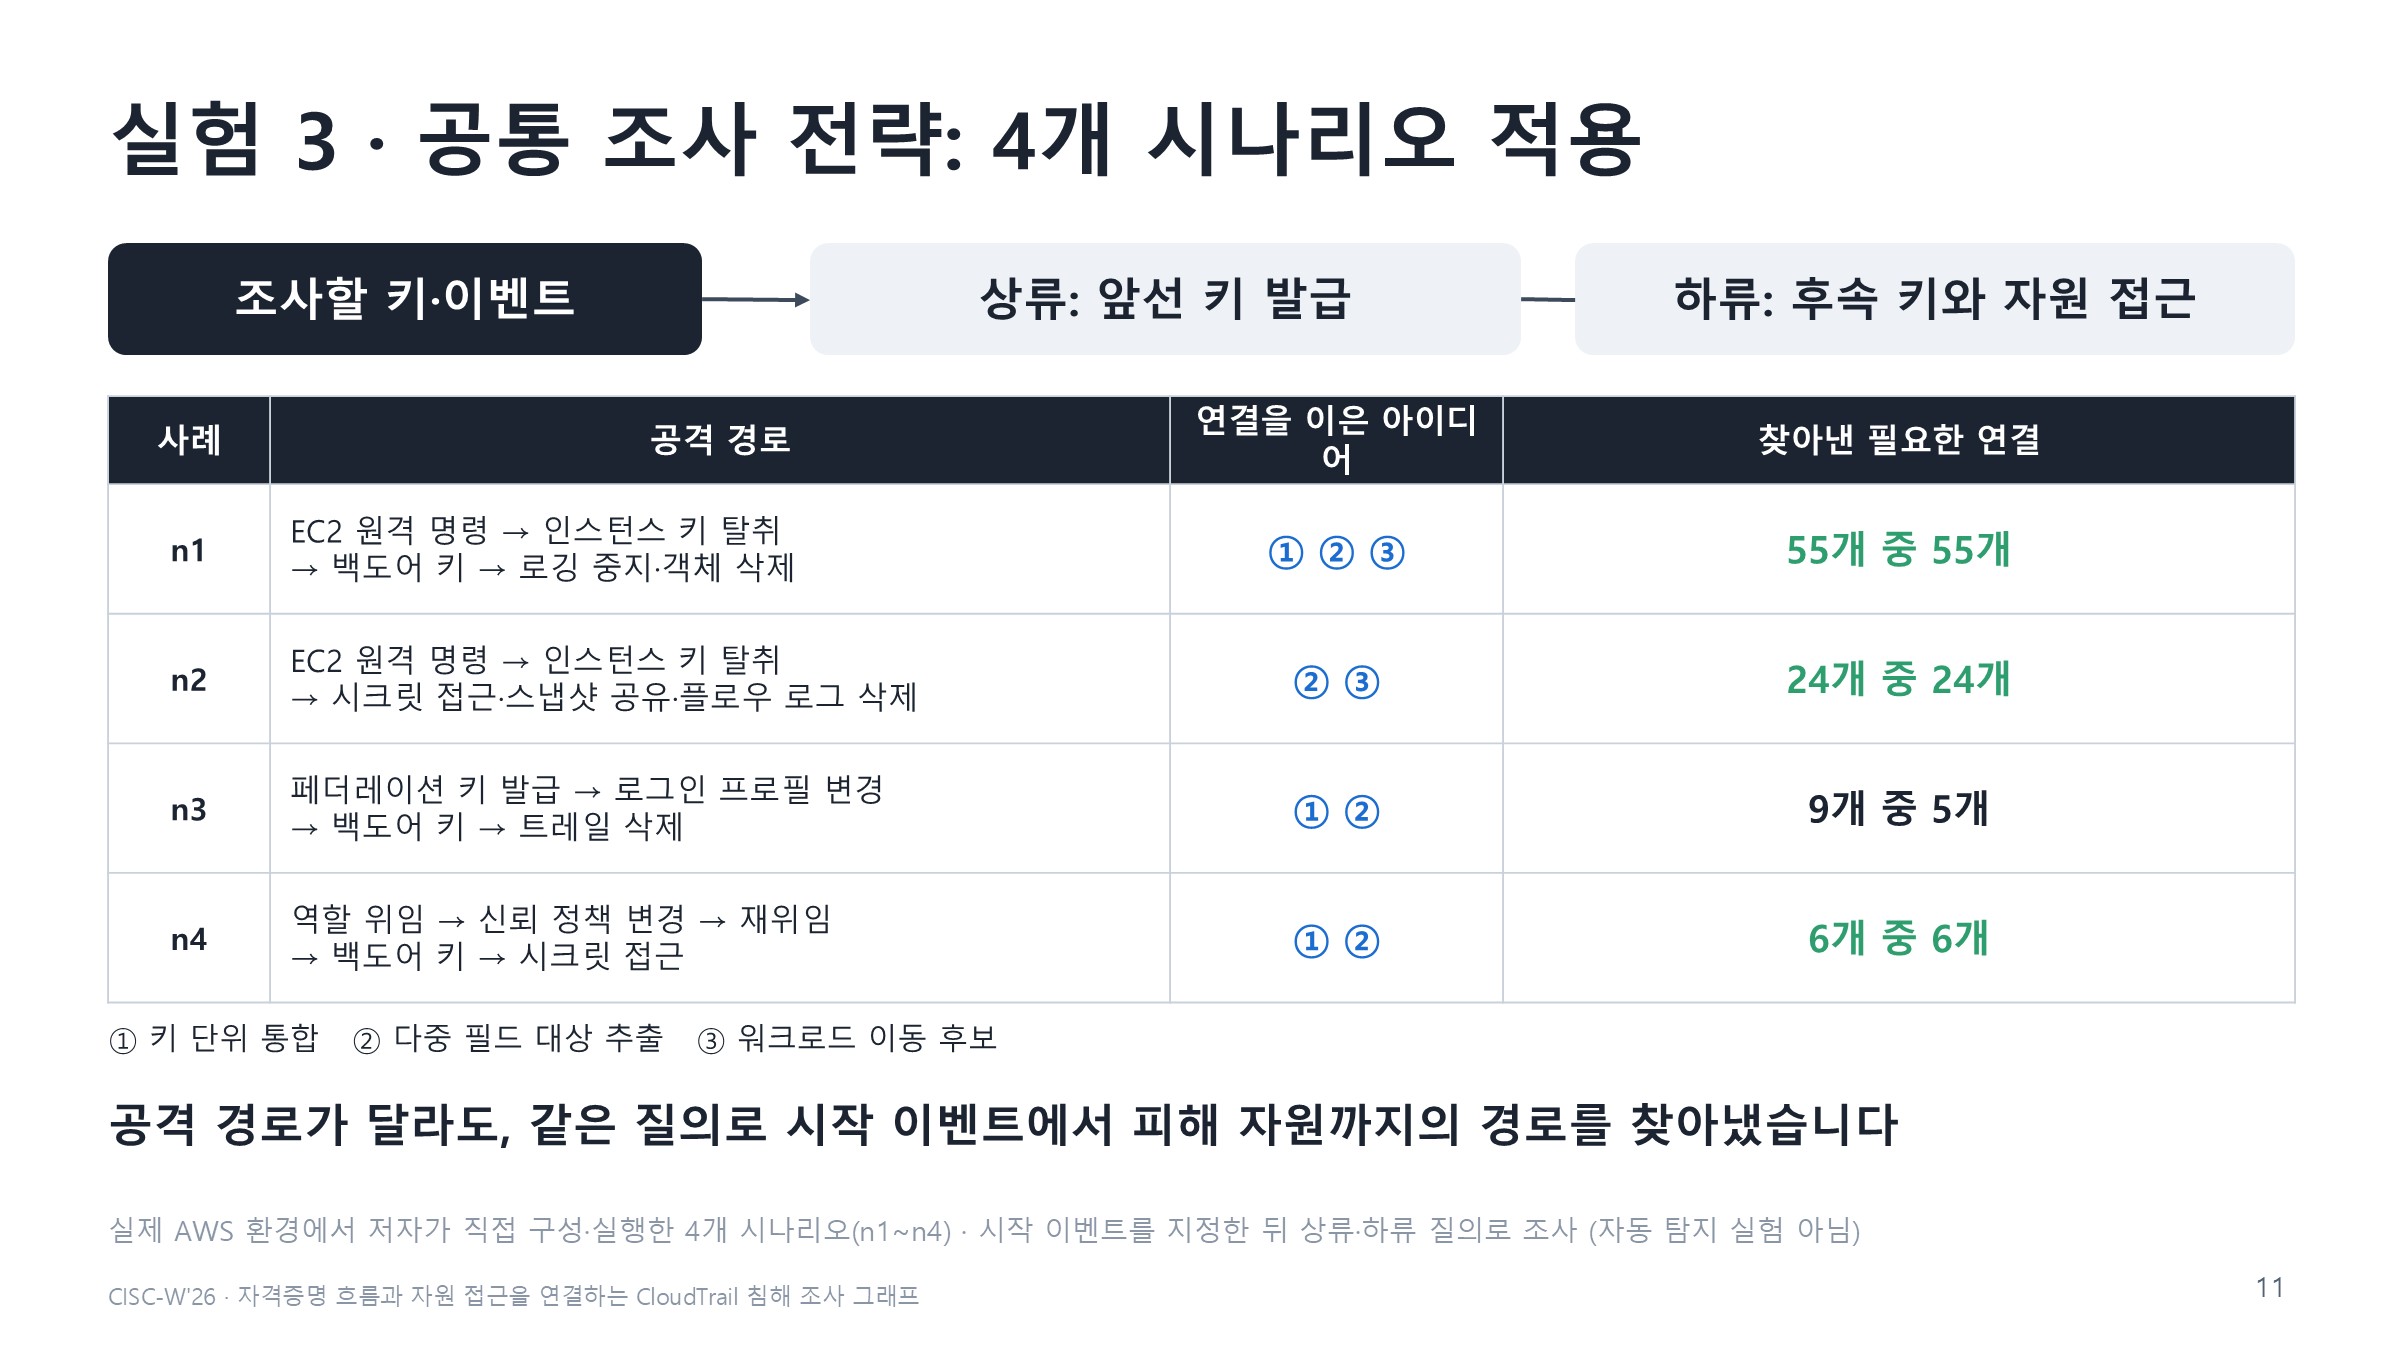 실험 3 · 공통 조사 전략: 4개 시나리오 적용
조사할 키·이벤트
상류: 앞선 키 발급
하류: 후속 키와 자원 접근
사례
공격 경로
연결을 이은 아이디
어
찾아낸 필요한 연결
n1
EC2 원격 명령 → 인스턴스 키 탈취
→ 백도어 키 → 로깅 중지·객체 삭제
① ② ③
55개 중 55개
n2
EC2 원격 명령 → 인스턴스 키 탈취
→ 시크릿 접근·스냅샷 공유·플로우 로그 삭제
② ③
24개 중 24개
n3
페더레이션 키 발급 → 로그인 프로필 변경
→ 백도어 키 → 트레일 삭제
① ②
9개 중 5개
n4
역할 위임 → 신뢰 정책 변경 → 재위임
→ 백도어 키 → 시크릿 접근
① ②
6개 중 6개
① 키 단위 통합 ② 다중 필드 대상 추출 ③ 워크로드 이동 후보
공격 경로가 달라도, 같은 질의로 시작 이벤트에서 피해 자원까지의 경로를 찾아냈습니다
실제 AWS 환경에서 저자가 직접 구성·실행한 4개 시나리오(n1~n4) · 시작 이벤트를 지정한 뒤 상류·하류 질의로 조사 (자동 탐지 실험 아님)
CISC-W'26 · 자격증명 흐름과 자원 접근을 연결하는 CloudTrail 침해 조사 그래프
11